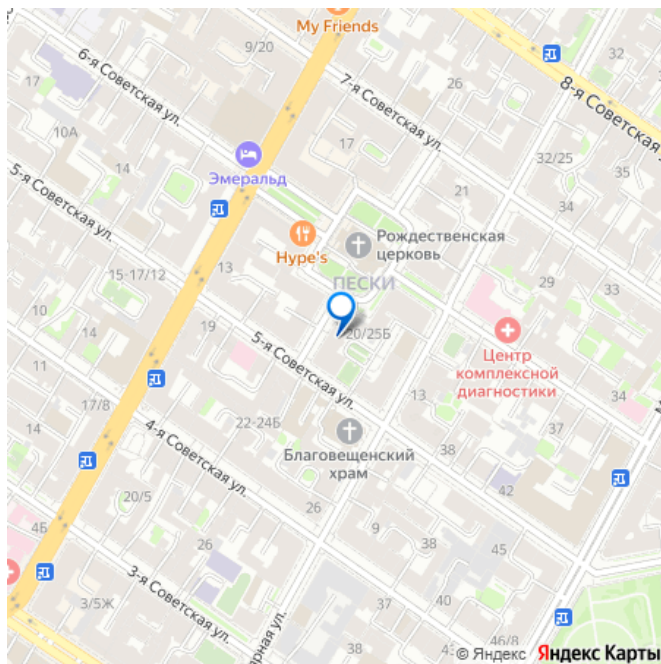 My Friends
9/20
32
6-я Советская ул.
7-я Советская ул.
8-я Советская
26
17
10А
17
14
Эмеральд
32/25
35
34
21
5-я Советская ул.
Hype's
Рождественская
церковь
ПЕСКИ
13
15-17/12
29
33
10
19
20/25Б
Центр
комплексной
диагностики
11
5-я Советская ул.
13
34
17/8
14
22-24Б
Благовещенский
храм
38
37
4-я Советская ул.
42
20/5
26
4Б
26
9
38
45
3-я Советская ул.
40
3/5Ж
43
46/8
© Яндекс Яндекс Карты